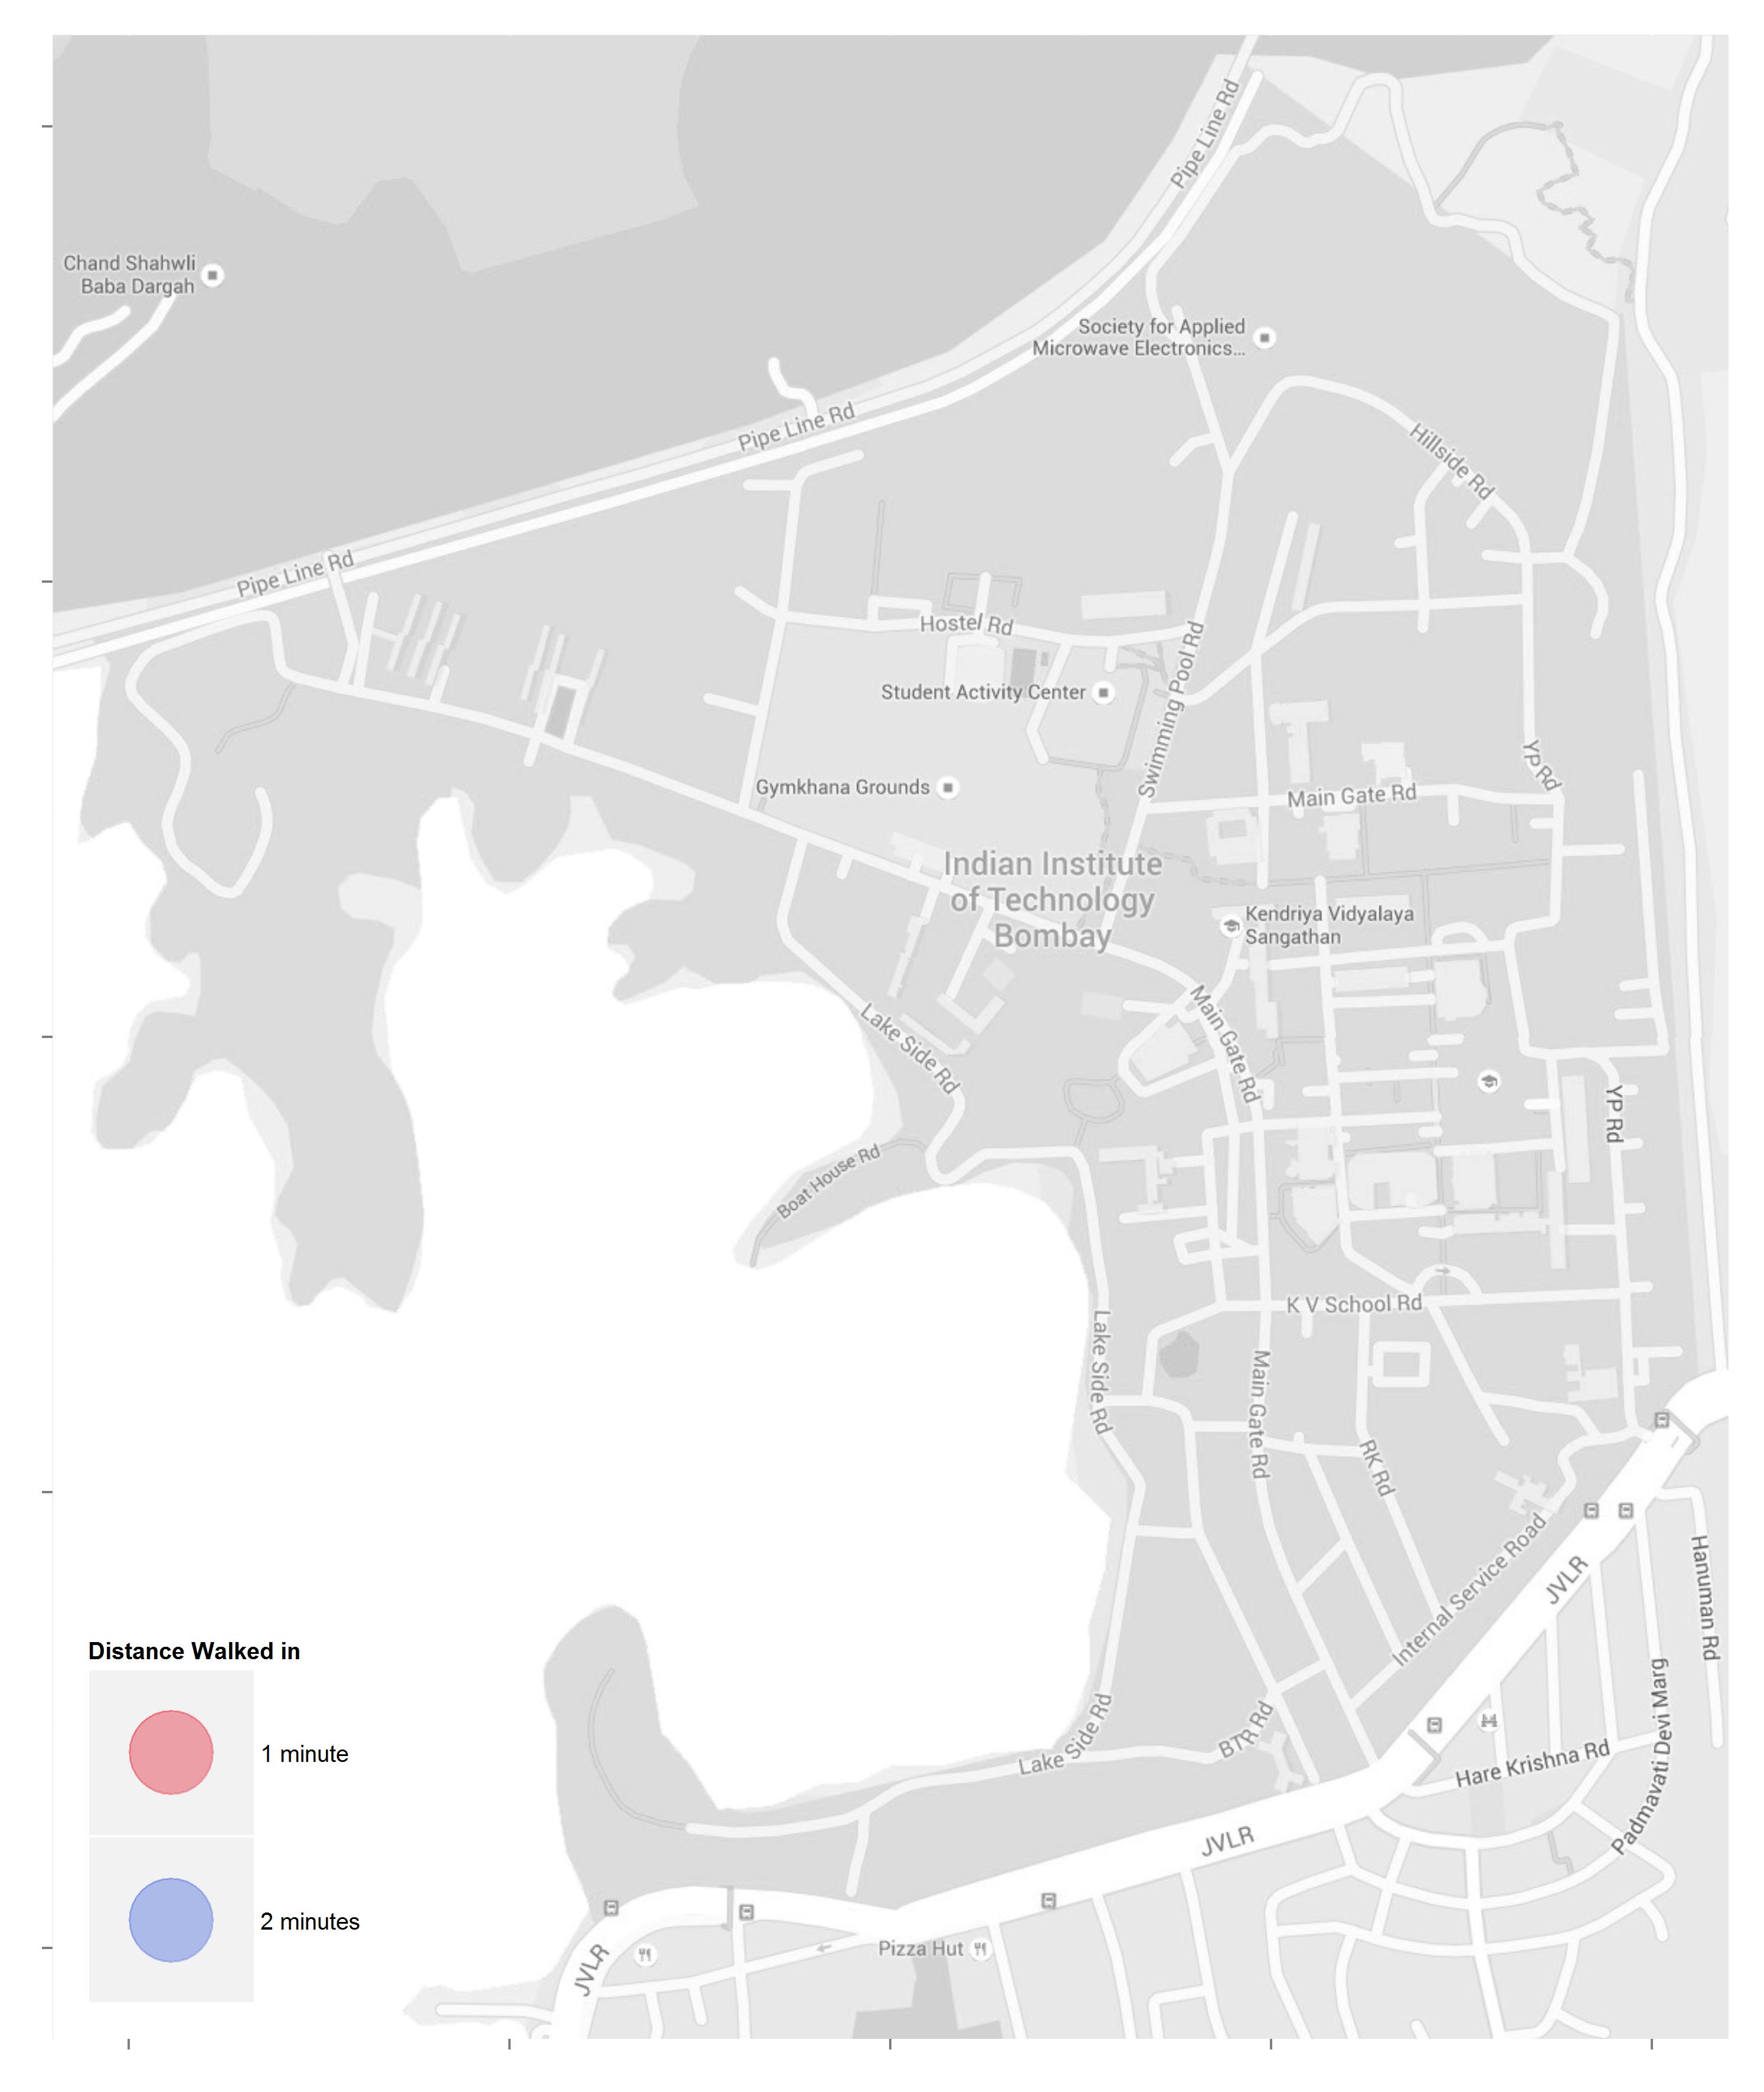 Pipe Line Rd
Chand Shahwli
Baba Dargah
Society for Applied
Microwave Electronics...
Pipe Line Rd
Hillside Rd
Pipe Line Rd
Hostel Rd
Swimming Pool Rd
Student Activity Center
YP Rd
Gymkhana Grounds
Main Gate Rd
Indian Institute
of Technology
Bombay
Kendriya Vidyalaya
Sangathan
Lake Side Rd
Main Gate Rd
YP Rd
Boat House Rd
K V School Rd
Lake Side Rd
Main Gate Rd
RK Rd
Internal Service Road
JVLR
Hanuman Rd
Padmavati Devi Marg
Lake Side Rd
BTR Rd
Hare Krishna Rd
JVLR
Pizza Hut
JVLR
Distance Walked in
1 minute
2 minutes